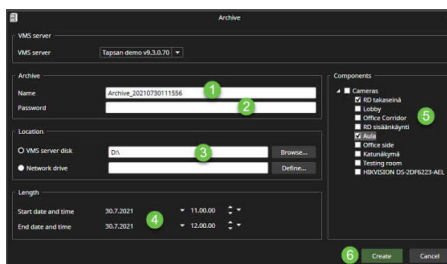 Archive
VMS server
VMS server
Tapsan demo v9.3.0.70
Archive
Name
Archive_20210730111556
1
Password
2
Location
VMS server disk
D:\
3
Browse...
Network drive
Define...
Length
Start date and time
30.7.2021
11.00.00
4
End date and time
30.7.2021
12.00.00
Components
Cameras
RD takaseinä
Lobby
Office Corridor
5
RD sisäänkäynti
Aula
Office side
Katunäkymä
Testing room
HIKVISION DS-2DF6223-AEL
6
Create
Cancel